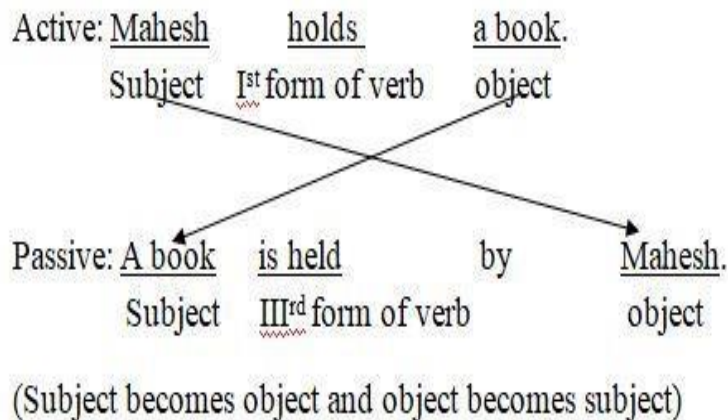 Active: Mahesh holds a book.
Subject Ist form of verb object
Passive: A book is held by Mahesh.
Subject IIIrd form of verb object
(Subject becomes object and object becomes subject)